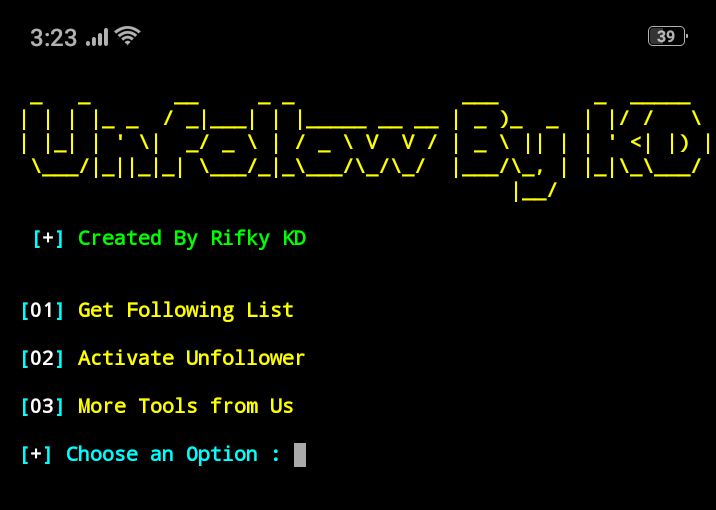 3:23 39
Unfollow By KD
[+] Created By Rifky KD
[01] Get Following List
[02] Activate Unfollower
[03] More Tools from Us
[+] Choose an Option :